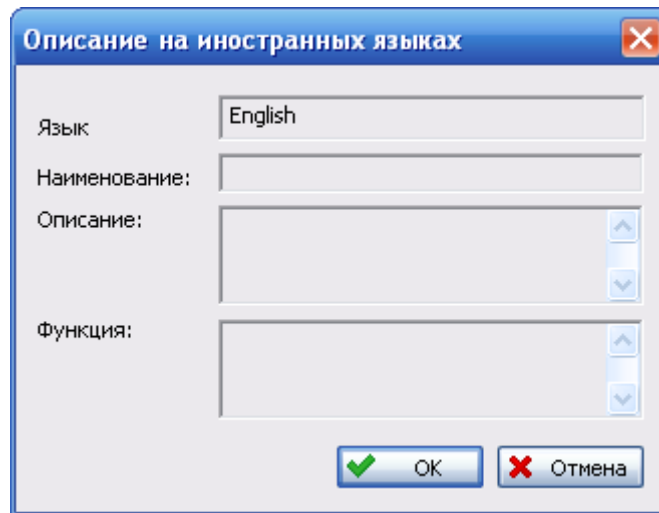 Описание на иностранных языках
Язык
English
Наименование:
Описание:
Функция:
OK
Отмена